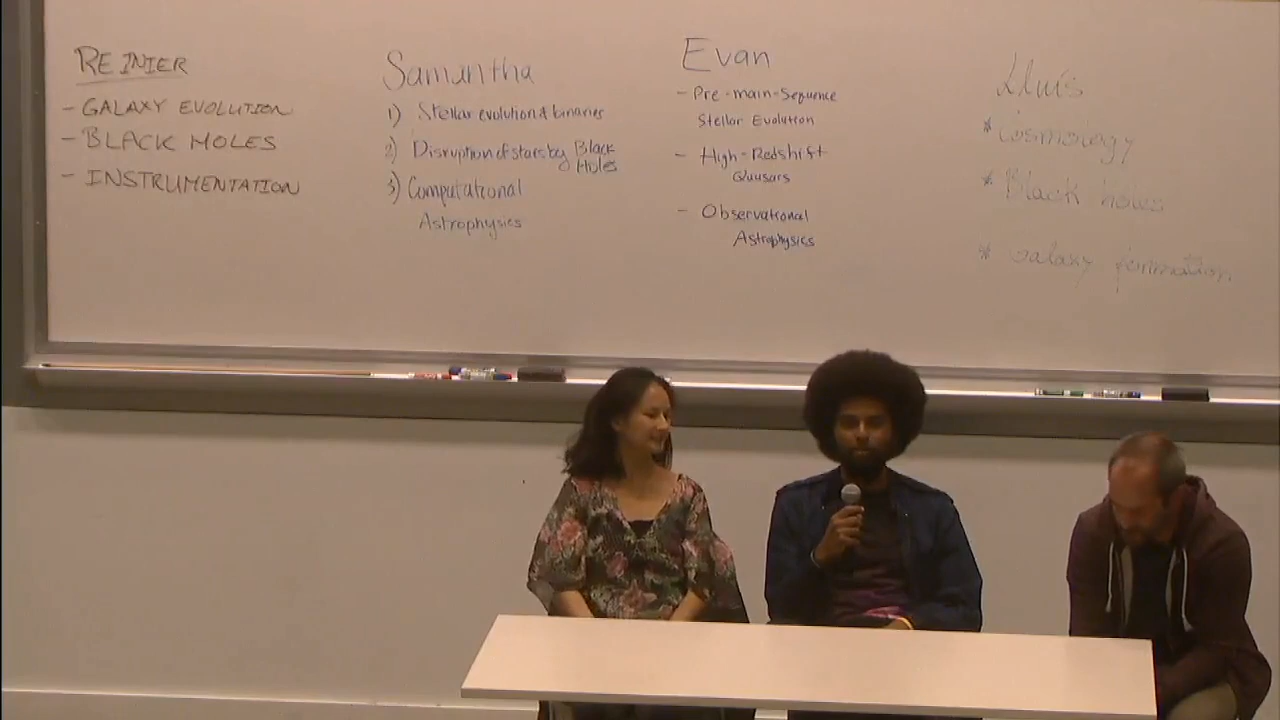 REINIER
- GALAXY EVOLUTION
- BLACK HOLES
- INSTRUMENTATION
Samantha
1) Stellar evolution & binaries
2) Disruption of stars by Black
Holes
3) Computational
Astrophysics
Evan
- Pre-main-Sequence
Stellar Evolution
- High-Redshift
Quasars
- Observational
Astrophysics
Lluís
* Cosmology
* Black holes
* Galaxy formation